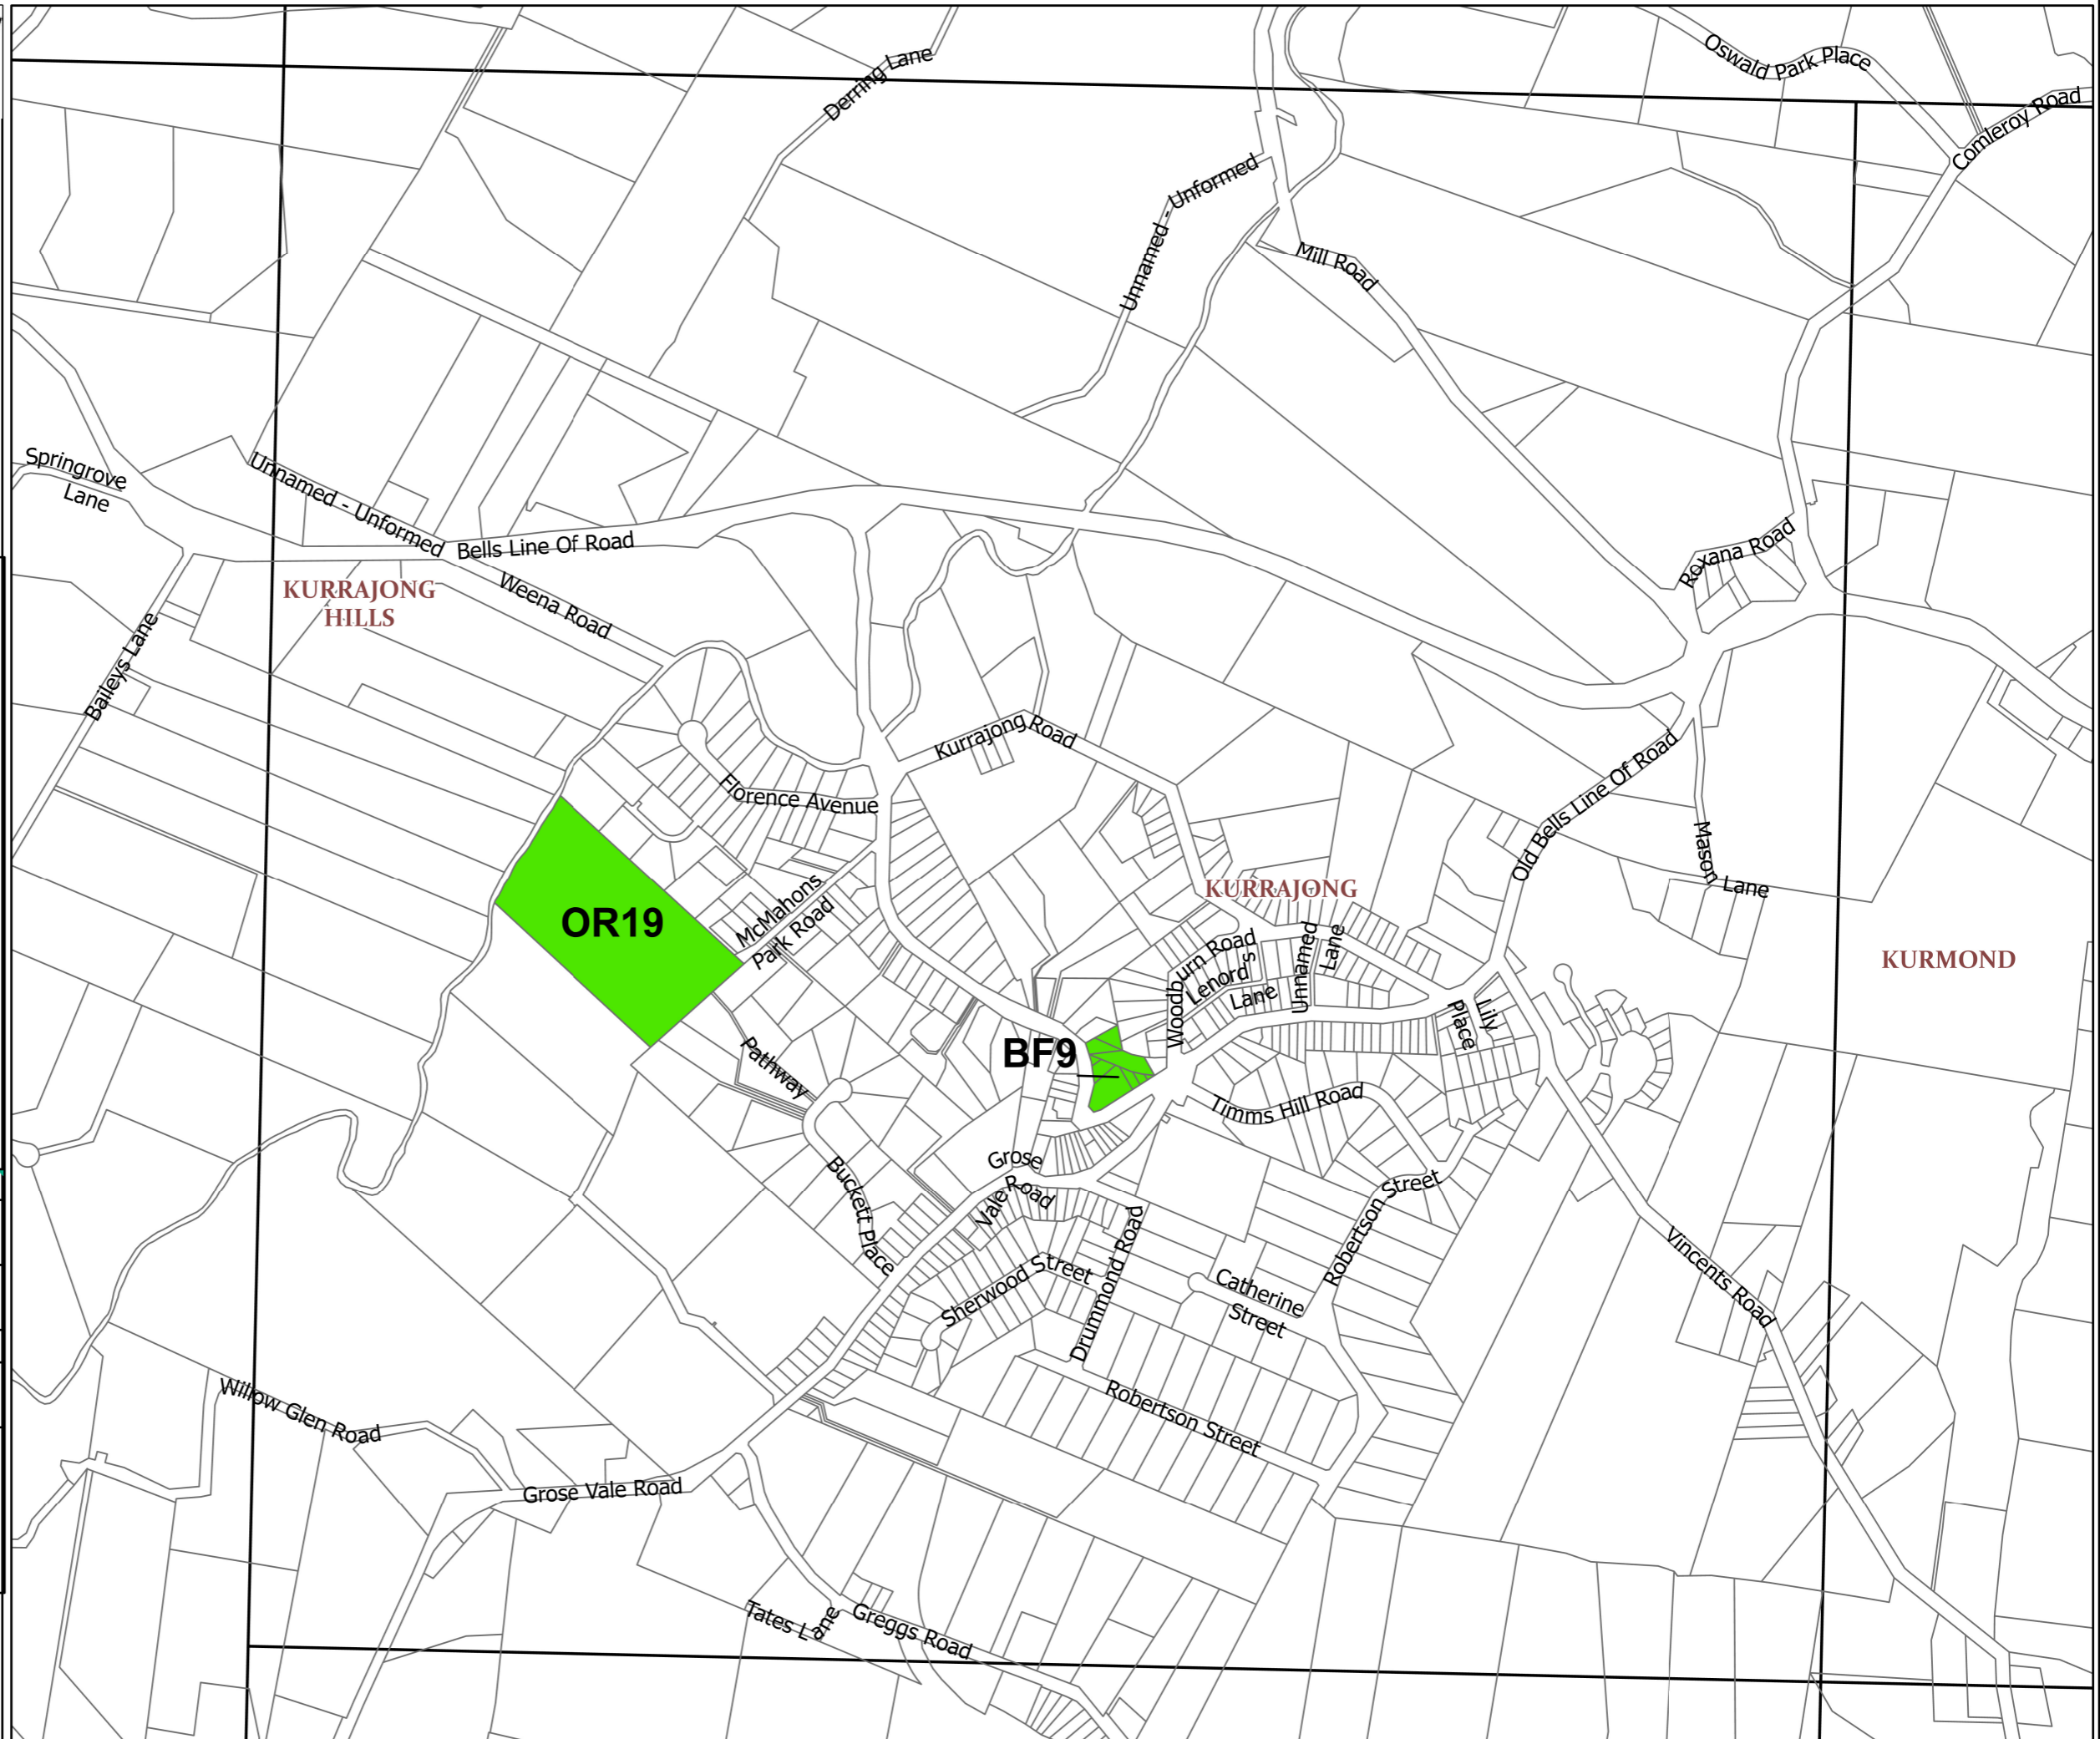 Oswald Park Place
Derring Lane
Comleroy Road
Unnamed - Unformed
Mill Road
Springrove
Lane
Unnamed - Unformed
Bells Line Of Road
Roxana Road
KURRAJONG
HILLS
Weena Road
Baileys Lane
Kurrajong Road
Old Bells Line Of Road
Florence Avenue
Mason Lane
KURRAJONG
McMahons
Park Road
OR19
Woodburn Road
Lenord's
Lane
Unnamed
Lane
KURMOND
Lily
Place
BF9
Pathway
Timms Hill Road
Grose
Vale
Road
Buckett Place
Robertson Street
Drummond Road
Sherwood Street
Catherine
Street
Vincents Road
Willow Glen Road
Robertson Street
Grose Vale Road
Tates Lane
Greggs Road